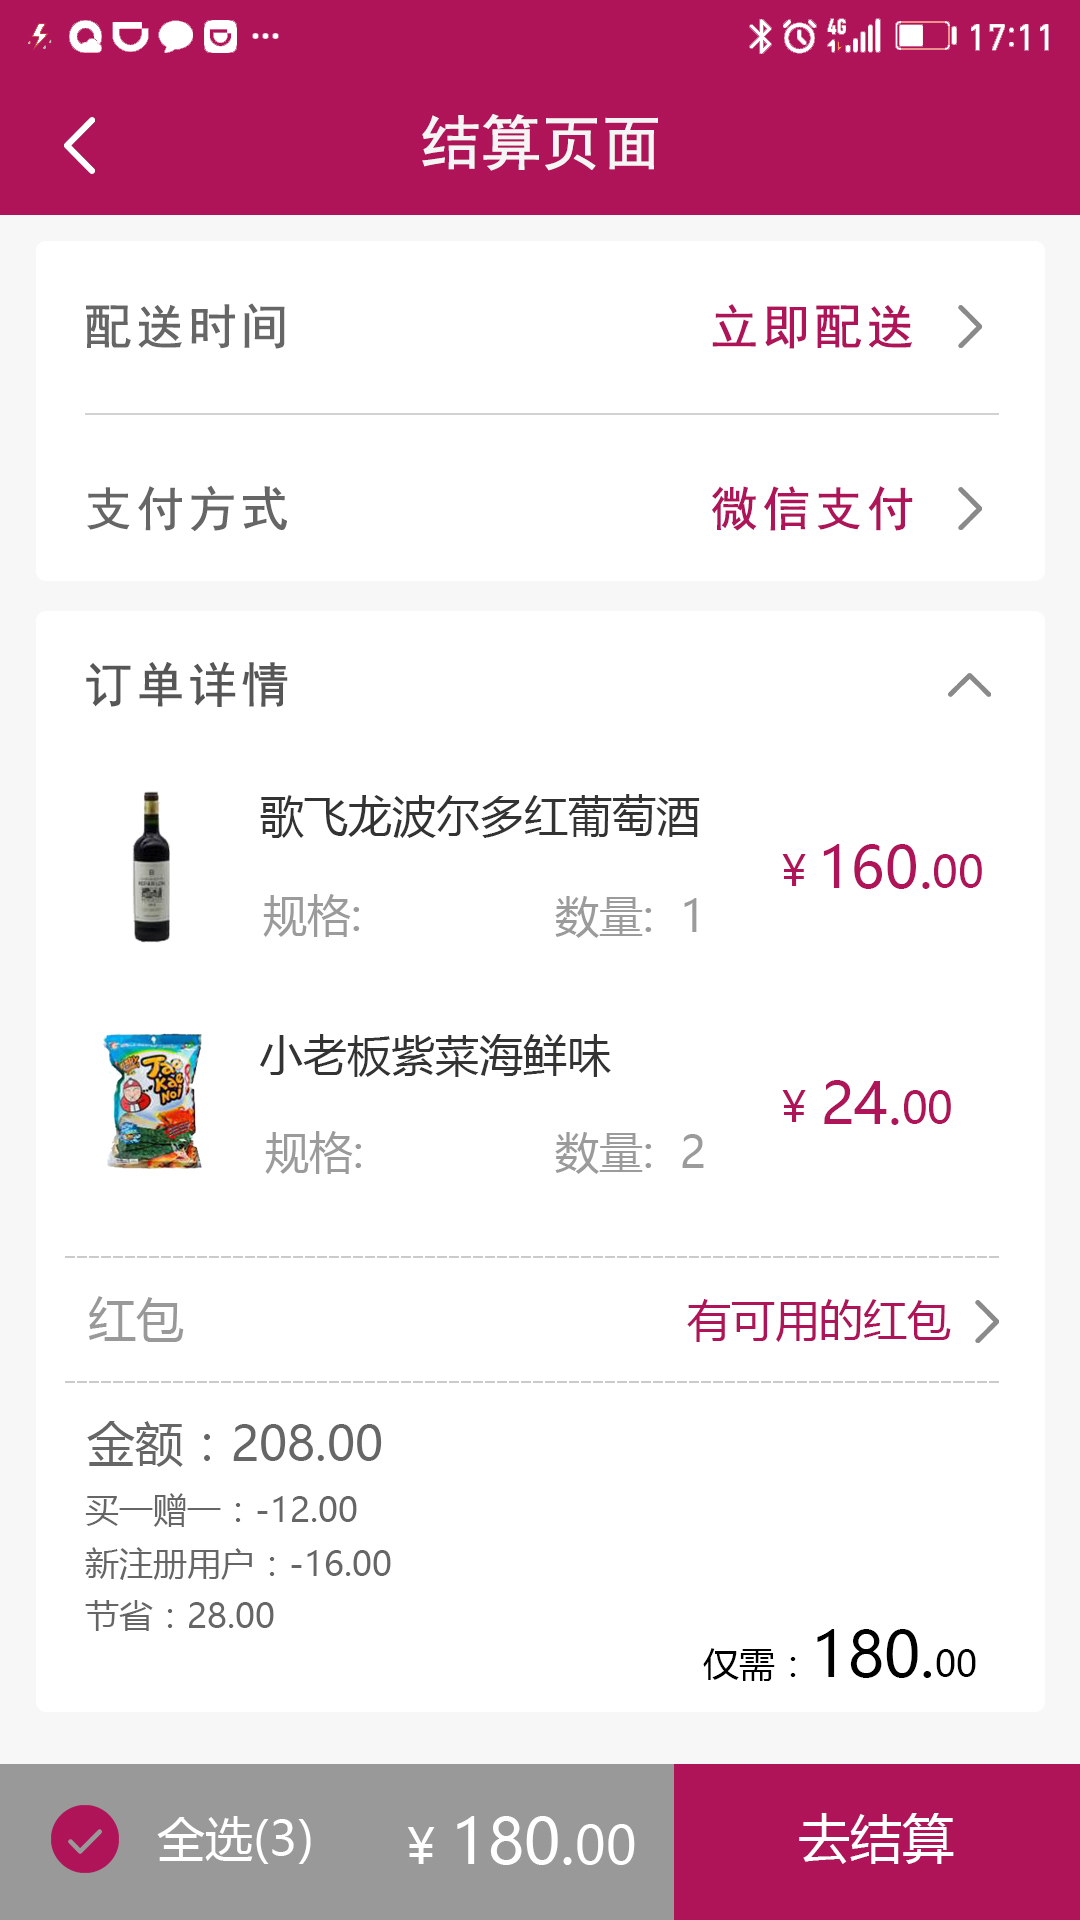 4G 17:11
结算页面
配送时间 立即配送
支付方式 微信支付
订单详情
歌飞龙波尔多红葡萄酒
¥ 160.00
规格: 数量: 1
小老板紫菜海鲜味
¥ 24.00
规格: 数量: 2
TaoKaeNoi
红包 有可用的红包
金额：208.00
买一赠一：-12.00
新注册用户：-16.00
节省：28.00
仅需：180.00
全选(3) ¥ 180.00 去结算